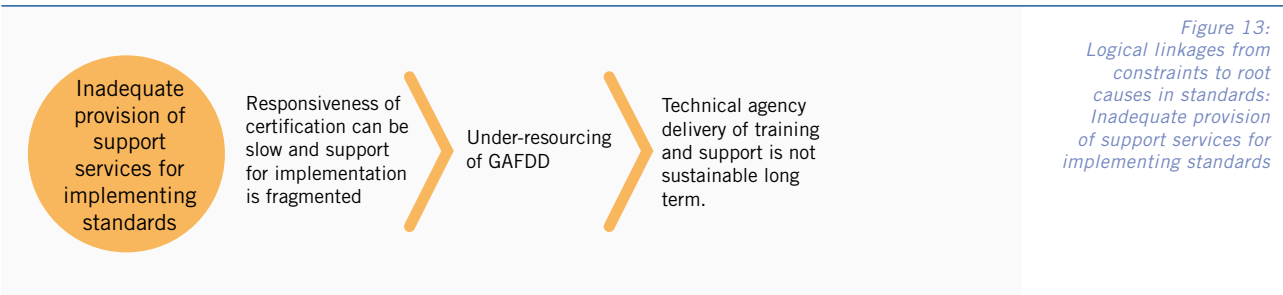 Inadequate
provision of
support
services for
implementing
standards
Responsiveness of
certification can be
slow and support
for implementation
is fragmented
Under-resourcing
of GAFDD
Technical agency
delivery of training
and support is not
sustainable long
term.
Figure 13:
Logical linkages from
constraints to root
causes in standards:
Inadequate provision
of support services for
implementing standards